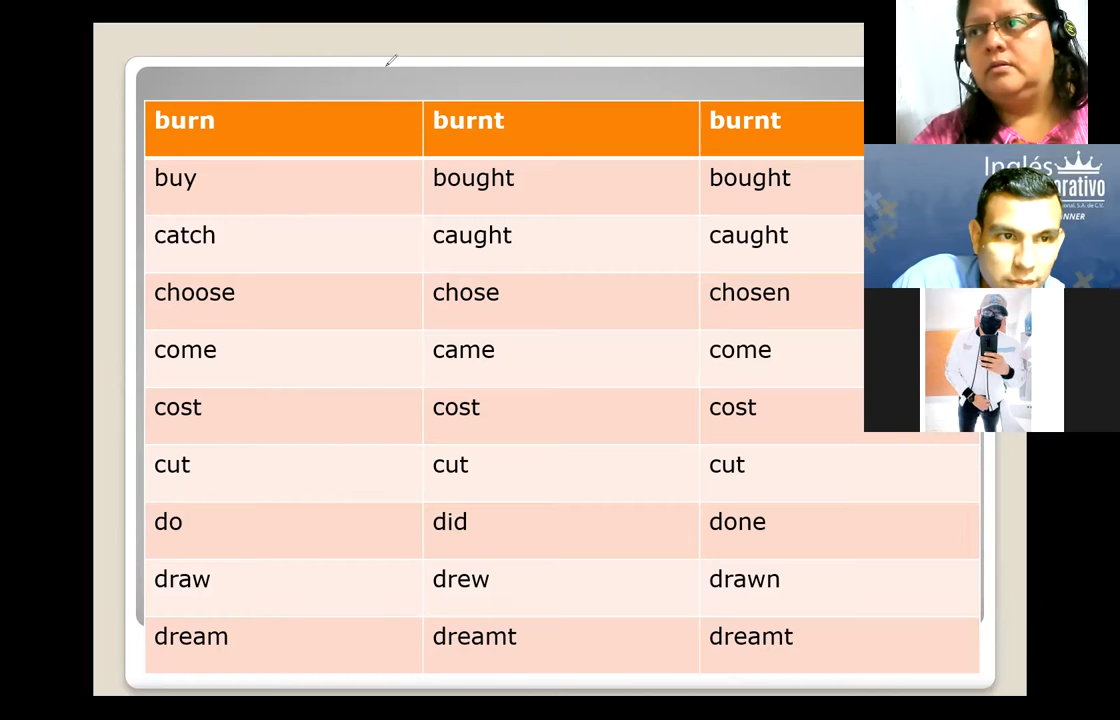 burn burnt burnt
buy bought bought
catch caught caught
choose chose chosen
come came come
cost cost cost
cut cut cut
do did done
draw drew drawn
dream dreamt dreamt
Inglés